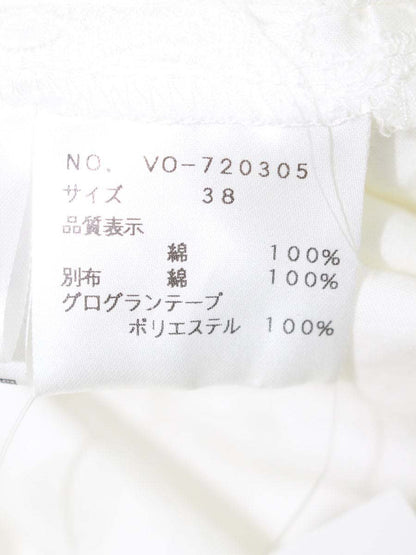 NO. VO-720305
サイズ 38
品質表示
綿 100%
別布 綿 100%
グログランテープ
ポリエステル 100%